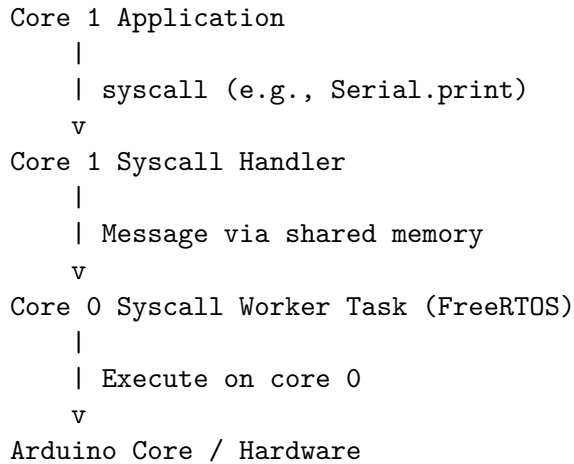 Core 1 Application
|
| syscall (e.g., Serial.print)
v
Core 1 Syscall Handler
|
| Message via shared memory
v
Core 0 Syscall Worker Task (FreeRTOS)
|
| Execute on core 0
v
Arduino Core / Hardware